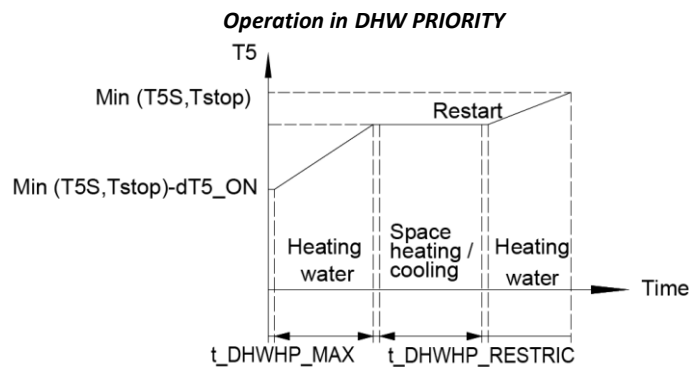 Operation in DHW PRIORITY
T5
Min (T5S,Tstop)
Restart
Min (T5S,Tstop)-dT5_ON
Heating
water
Space
heating /
cooling
Heating
water
Time
t_DHWHP_MAX
t_DHWHP_RESTRIC